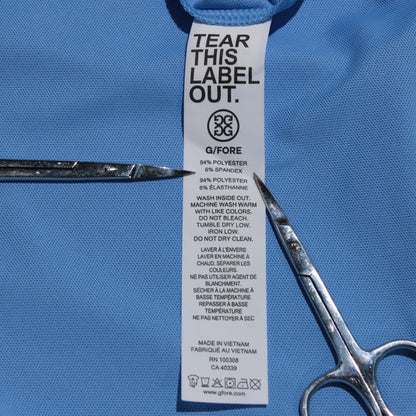 TEAR
THIS
LABEL
OUT.
G/FORE
94% POLYESTER
6% SPANDEX
94% POLYESTER
6% ÉLASTHANNE
WASH INSIDE OUT.
MACHINE WASH WARM
WITH LIKE COLORS.
DO NOT BLEACH.
TUMBLE DRY LOW.
IRON LOW.
DO NOT DRY CLEAN.
LAVER À L'ENVERS
LAVER EN MACHINE À
CHAUD, SEPARER LES
COULEURS.
NE PAS UTILISER AGENT DE
BLANCHIMENT.
SÉCHER À LA MACHINE À
BASSE TEMPÉRATURE
REPASSER À BASSE
TEMPÉRATURE
NE PAS NETTOYER À SEC
MADE IN VIETNAM
FABRIQUÉ AU VIETNAM
RN 100308
CA 40339
www.gfore.com